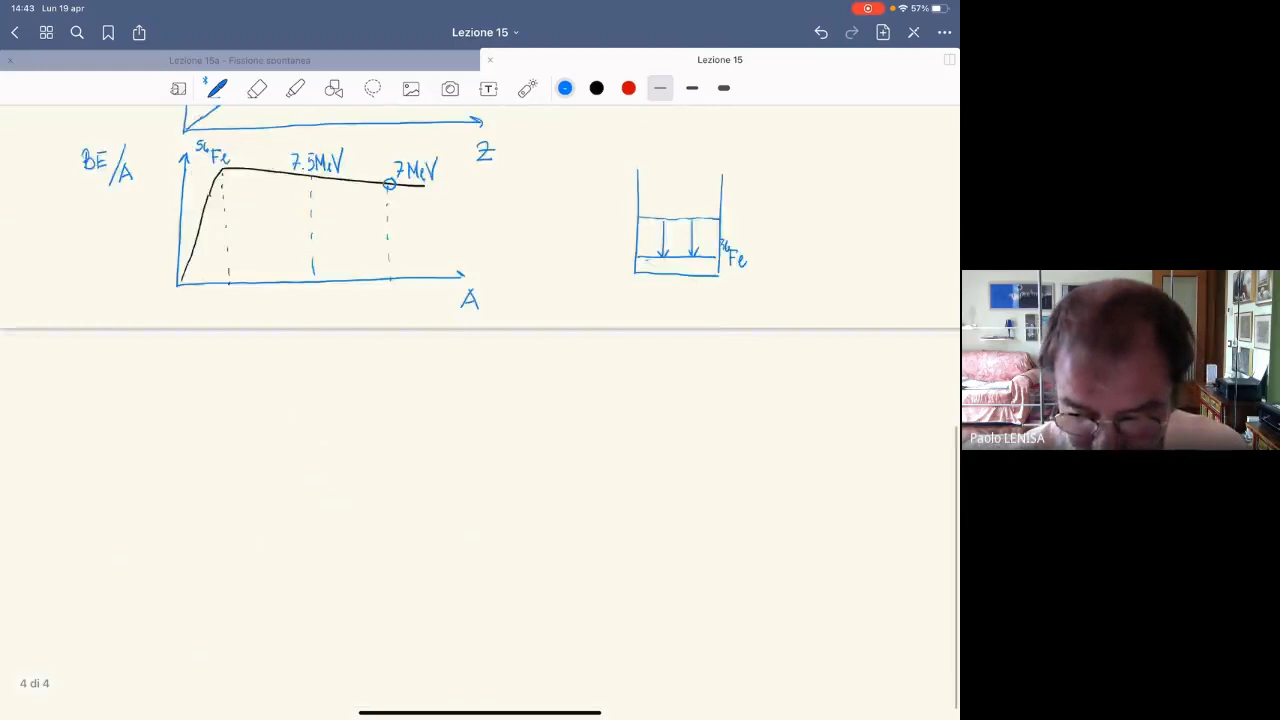 14:43 Lun 19 apr
57%
Lezione 15
Lezione 15a - Fissione spontanea
Lezione 15
T
Z
BE/A
56Fe
7.5MeV
7MeV
A
56Fe
Paolo LENISA
4 di 4